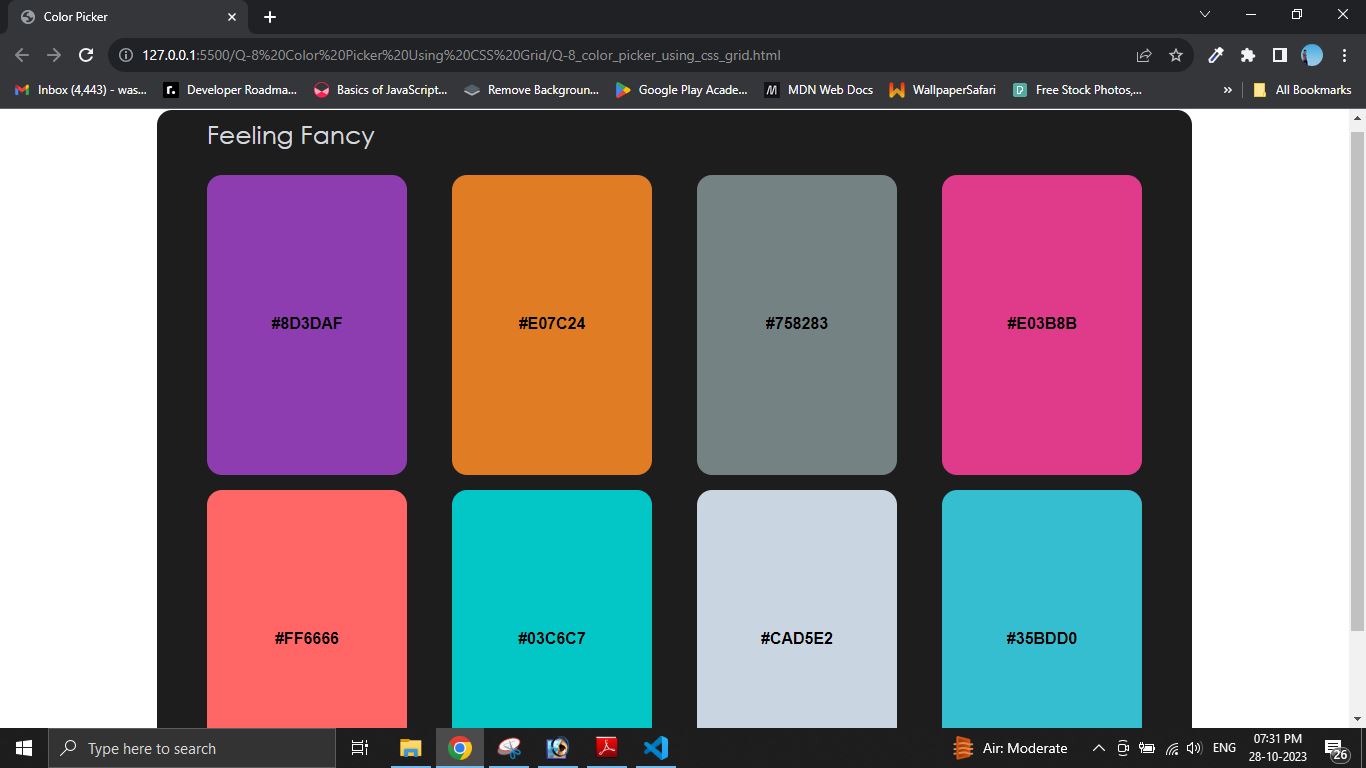 Color Picker
127.0.0.1:5500/Q-8%20Color%20Picker%20Using%20CSS%20Grid/Q-8_color_picker_using_css_grid.html
Inbox (4,443) - was... Developer Roadma... Basics of JavaScript... Remove Backgroun... Google Play Acade... MDN Web Docs WallpaperSafari Free Stock Photos,... » All Bookmarks
Feeling Fancy
#8D3DAF #E07C24 #758283 #E03B8B
#FF6666 #03C6C7 #CAD5E2 #35BDD0
Type here to search Air: Moderate ENG 07:31 PM
28-10-2023 26